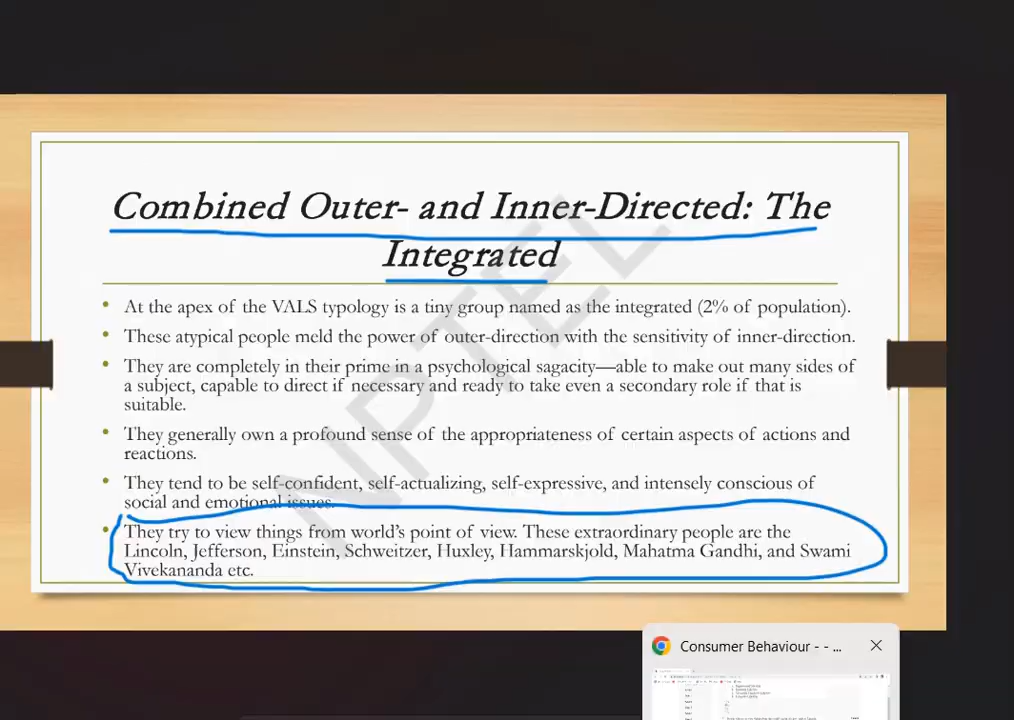 Combined Outer- and Inner-Directed: The
Integrated
• At the apex of the VALS typology is a tiny group named as the integrated (2% of population).
• These atypical people meld the power of outer-direction with the sensitivity of inner-direction.
• They are completely in their prime in a psychological sagacity—able to make out many sides of
a subject, capable to direct if necessary and ready to take even a secondary role if that is
suitable.
• They generally own a profound sense of the appropriateness of certain aspects of actions and
reactions.
• They tend to be self-confident, self-actualizing, self-expressive, and intensely conscious of
social and emotional issues.
• They try to view things from world's point of view. These extraordinary people are the
Lincoln, Jefferson, Einstein, Schweitzer, Huxley, Hammarskjold, Mahatma Gandhi, and Swami
Vivekananda etc.
NPTEL
Consumer Behaviour - - ...